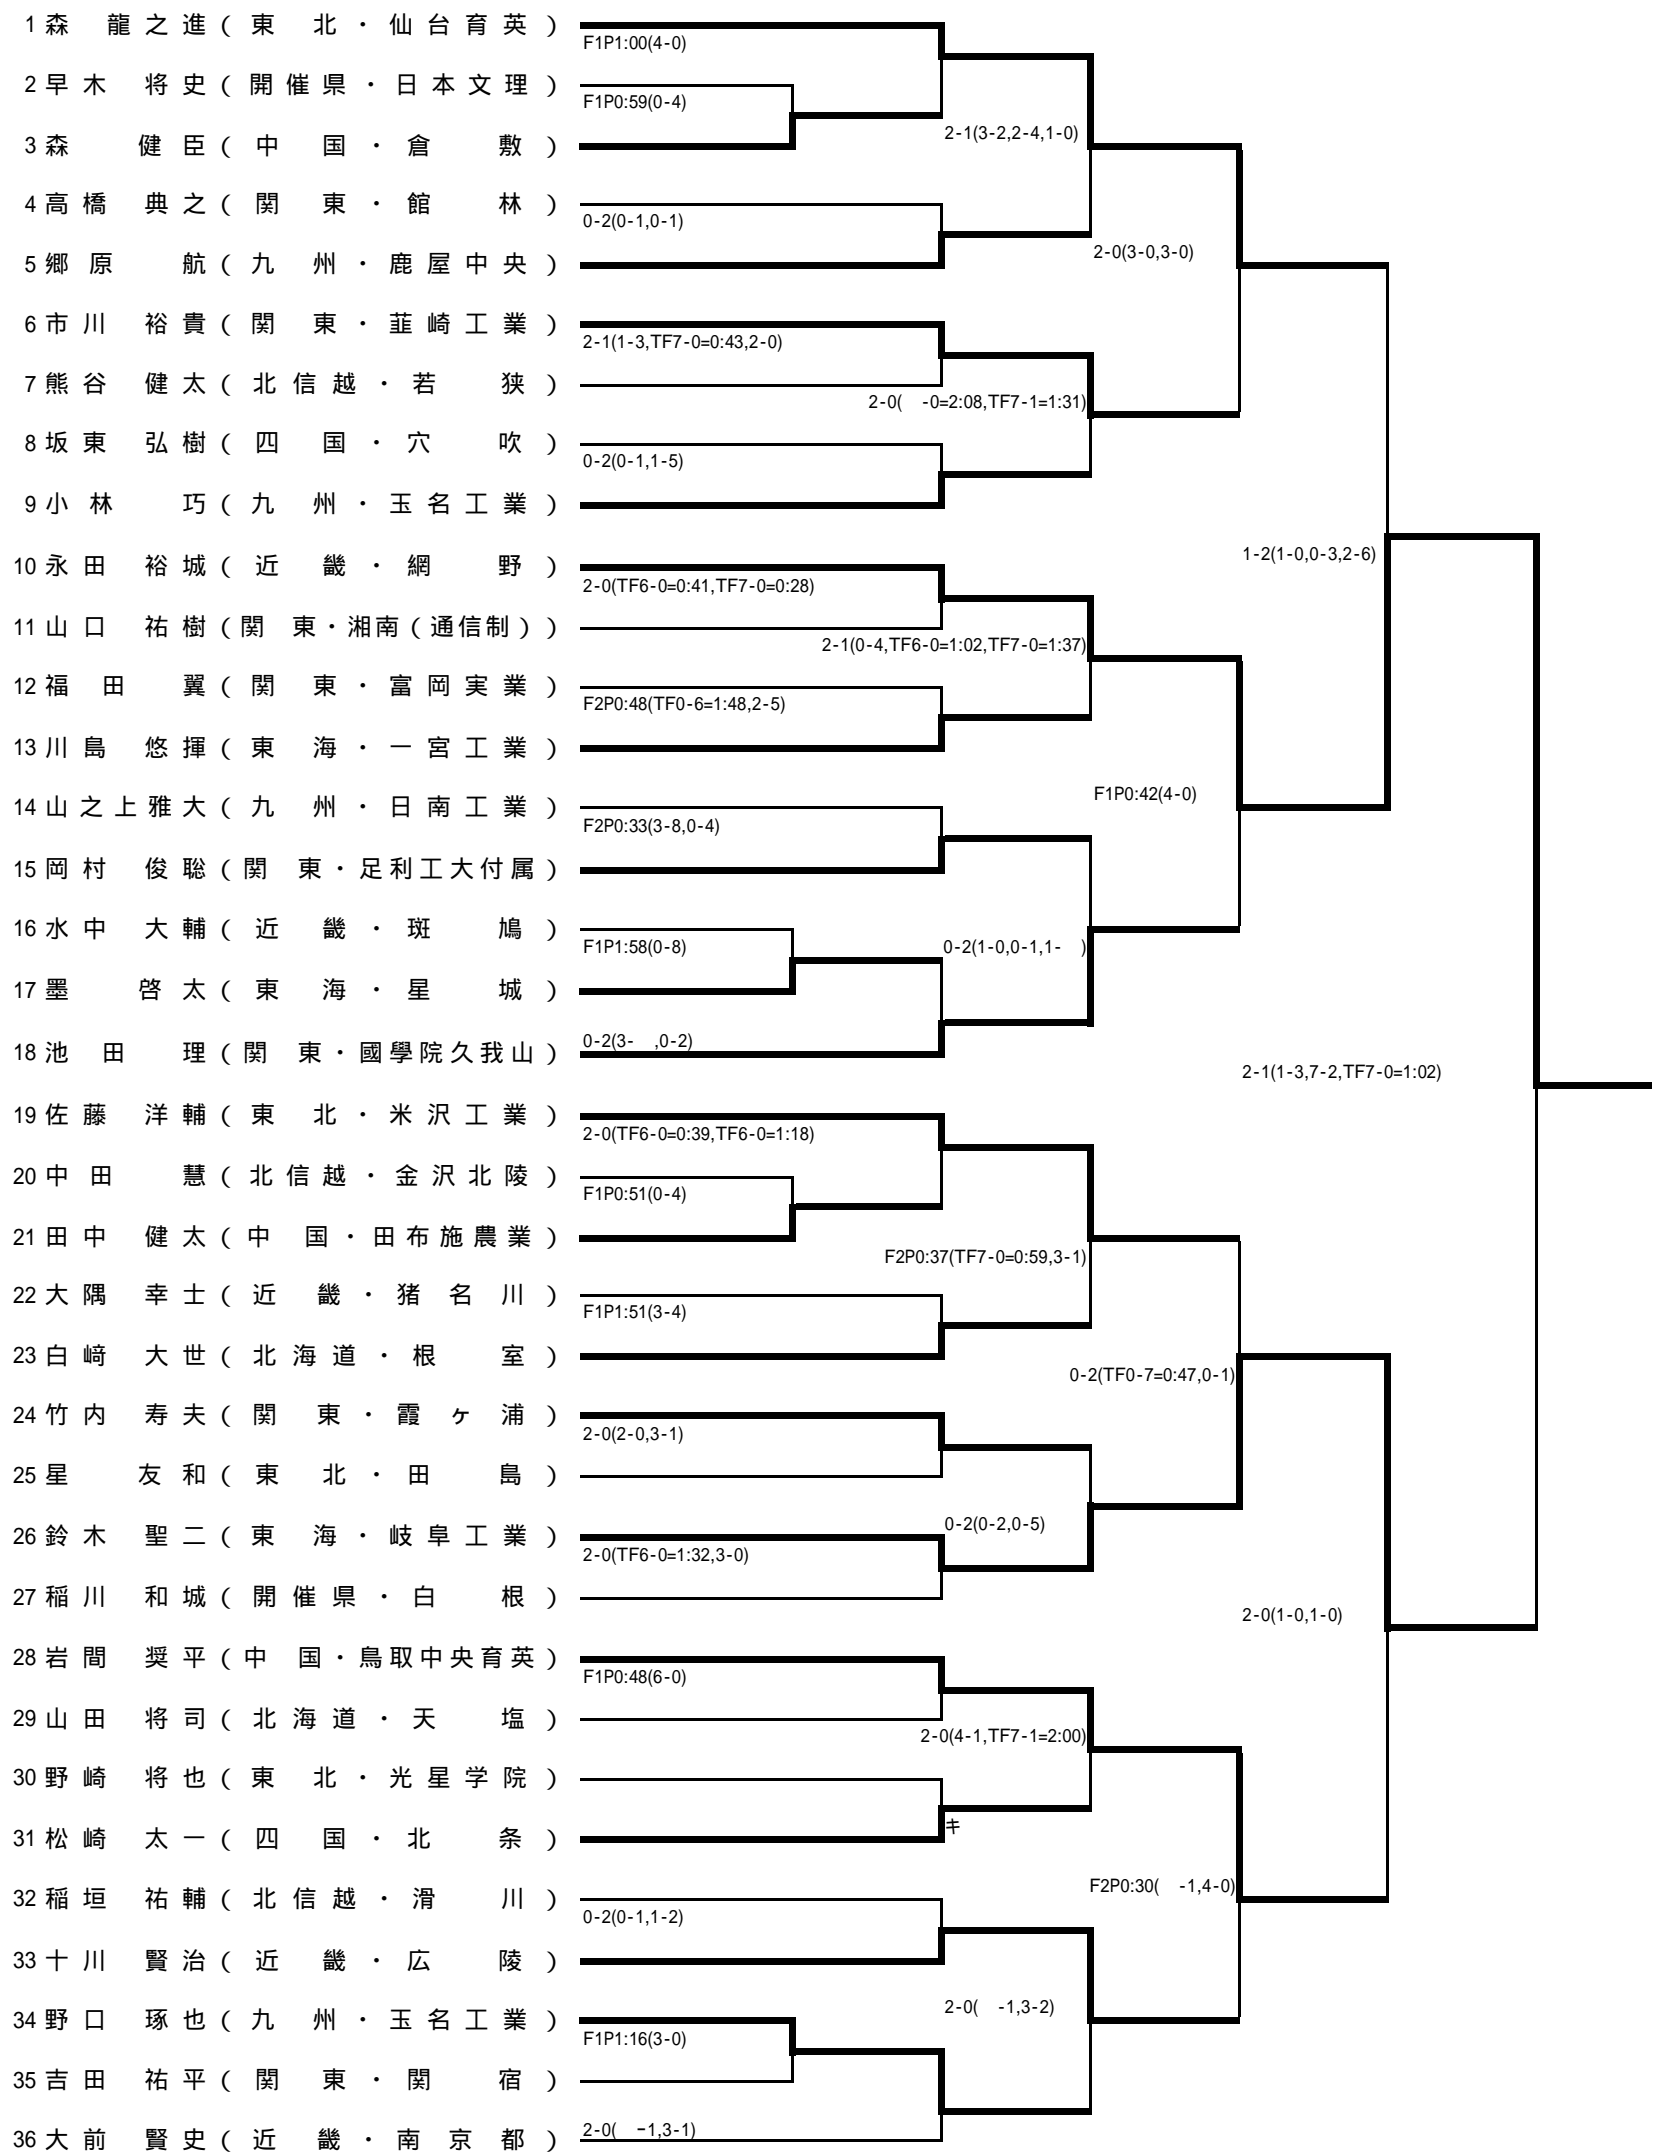 1 森 龍之進 ( 東 北 ・ 仙台育英 )
F1P1:00(4-0)
2 早木 将史 ( 開催県 ・ 日本文理 )
F1P0:59(0-4)
2-1(3-2,2-4,1-0)
3 森 健臣 ( 中 国 ・ 倉 敷 )
4 高橋 典之 ( 関 東 ・ 館 林 )
0-2(0-1,0-1)
2-0(3-0,3-0)
5 郷原 航 ( 九 州 ・ 鹿屋中央 )
6 市川 裕貴 ( 関 東 ・ 韮崎工業 )
2-1(1-3,TF7-0=0:43,2-0)
7 熊谷 健太 ( 北信越 ・ 若 狭 )
2-0( -0=2:08,TF7-1=1:31)
8 坂東 弘樹 ( 四 国 ・ 穴 吹 )
0-2(0-1,1-5)
9 小林 巧 ( 九 州 ・ 玉名工業 )
1-2(1-0,0-3,2-6)
10 永田 裕城 ( 近 畿 ・ 網 野 )
2-0(TF6-0=0:41,TF7-0=0:28)
11 山口 祐樹 ( 関 東 ・ 湘南(通信制) )
2-1(0-4,TF6-0=1:02,TF7-0=1:37)
12 福田 翼 ( 関 東 ・ 富岡実業 )
F2P0:48(TF0-6=1:48,2-5)
13 川島 悠揮 ( 東 海 ・ 一宮工業 )
F1P0:42(4-0)
14 山之上雅大 ( 九 州 ・ 日南工業 )
F2P0:33(3-8,0-4)
15 岡村 俊聡 ( 関 東 ・ 足利工大付属 )
16 水中 大輔 ( 近 畿 ・ 斑 鳩 )
F1P1:58(0-8)
0-2(1-0,0-1,1- )
17 墨 啓太 ( 東 海 ・ 星 城 )
0-2(3- ,0-2)
18 池田 理 ( 関 東 ・ 國學院久我山 )
2-1(1-3,7-2,TF7-0=1:02)
19 佐藤 洋輔 ( 東 北 ・ 米沢工業 )
2-0(TF6-0=0:39,TF6-0=1:18)
20 中田 慧 ( 北信越 ・ 金沢北陵 )
F1P0:51(0-4)
21 田中 健太 ( 中 国 ・ 田布施農業 )
F2P0:37(TF7-0=0:59,3-1)
22 大隅 幸士 ( 近 畿 ・ 猪名川 )
F1P1:51(3-4)
23 白﨑 大世 ( 北海道 ・ 根 室 )
0-2(TF0-7=0:47,0-1)
24 竹内 寿夫 ( 関 東 ・ 霞ヶ浦 )
2-0(2-0,3-1)
25 星 友和 ( 東 北 ・ 田 島 )
0-2(0-2,0-5)
26 鈴木 聖二 ( 東 海 ・ 岐阜工業 )
2-0(TF6-0=1:32,3-0)
27 稲川 和城 ( 開催県 ・ 白 根 )
2-0(1-0,1-0)
28 岩間 奨平 ( 中 国 ・ 鳥取中央育英 )
F1P0:48(6-0)
29 山田 将司 ( 北海道 ・ 天 塩 )
2-0(4-1,TF7-1=2:00)
30 野崎 将也 ( 東 北 ・ 光星学院 )
キ
31 松崎 太一 ( 四 国 ・ 北 条 )
F2P0:30( -1,4-0)
32 稲垣 祐輔 ( 北信越 ・ 滑 川 )
0-2(0-1,1-2)
33 十川 賢治 ( 近 畿 ・ 広 陵 )
2-0( -1,3-2)
34 野口 琢也 ( 九 州 ・ 玉名工業 )
F1P1:16(3-0)
35 吉田 祐平 ( 関 東 ・ 関 宿 )
2-0( -1,3-1)
36 大前 賢史 ( 近 畿 ・ 南京都 )